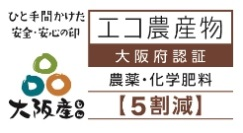 ひと手間かけた
安全・安心の印
大阪産
エコ農産物
大阪府認証
農薬・化学肥料
【5割減】